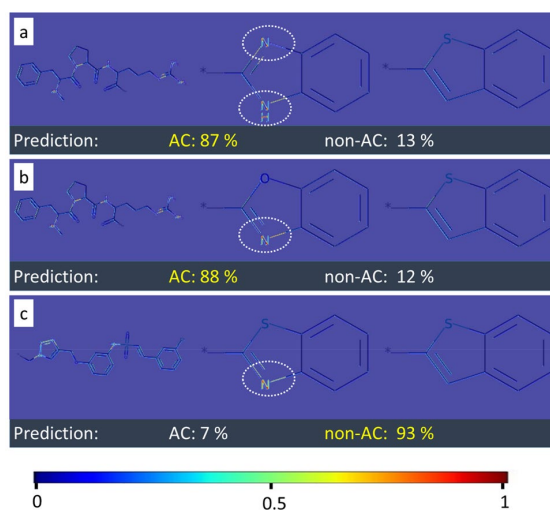 a
N
N
H
*
S
*
Prediction: AC: 87 % non-AC: 13 %
b
O
N
*
S
*
Prediction: AC: 88 % non-AC: 12 %
c
S
N
*
S
*
Prediction: AC: 7 % non-AC: 93 %
0 0.5 1